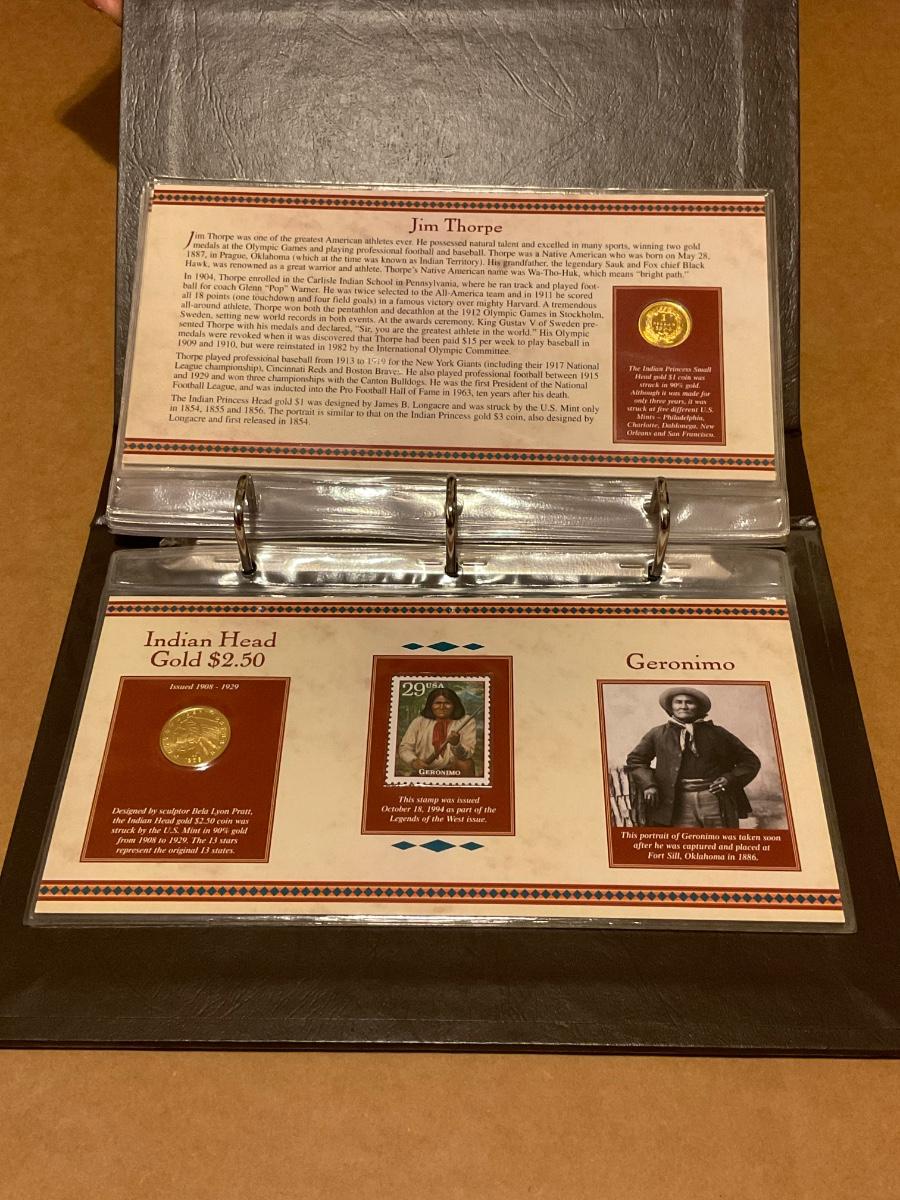 Jim Thorpe
Jim Thorpe was one of the greatest American athletes ever. He possessed natural talent and excelled in many sports, winning two gold
medals at the Olympic Games and playing professional football and baseball. Thorpe was a Native American who was born on May 28,
1887, in Prague, Oklahoma (which at the time was known as Indian Territory). His grandfather, the legendary Sauk and Fox chief Black
Hawk, was renowned as a great warrior and athlete. Thorpe's Native American name was Wa-Tho-Huk, which means "bright path."
In 1904, Thorpe enrolled in the Carlisle Indian School in Pennsylvania, where he ran track and played foot-
ball for coach Glenn "Pop" Warner. He was twice selected to the All-America team and in 1911 he scored
all 18 points (one touchdown and four field goals) in a famous victory over mighty Harvard. A tremendous
all-around athlete, Thorpe won both the pentathlon and decathlon at the 1912 Olympic Games in Stockholm,
Sweden, setting new world records in both events. At the awards ceremony, King Gustav V of Sweden pre-
sented Thorpe with his medals and declared, "Sir, you are the greatest athlete in the world." His Olympic
medals were revoked when it was discovered that Thorpe had been paid $15 per week to play baseball in
1909 and 1910, but were reinstated in 1982 by the International Olympic Committee.
Thorpe played professional baseball from 1913 to 1919 for the New York Giants (including their 1917 National
League championship), Cincinnati Reds and Boston Braves. He also played professional football between 1915
and 1929 and won three championships with the Canton Bulldogs. He was the first President of the National
Football League, and was inducted into the Pro Football Hall of Fame in 1963, ten years after his death.
The Indian Princess Head gold $1 was designed by James B. Longacre and was struck by the U.S. Mint only
in 1854, 1855 and 1856. The portrait is similar to that on the Indian Princess gold $3 coin, also designed by
Longacre and first released in 1854.
The Indian Princess Small
Head gold $1 coin was
struck in 90% gold.
Although it was made for
only three years, it was
struck at five different U.S.
Mints – Philadelphia,
Charlotte, Dahlonega, New
Orleans and San Francisco.
Indian Head
Gold $2.50
Issued 1908 - 1929
Designed by sculptor Bela Lyon Pratt,
the Indian Head gold $2.50 coin was
struck by the U.S. Mint in 90% gold
from 1908 to 1929. The 13 stars
represent the original 13 states.
29 USA
GERONIMO
This stamp was issued
October 18, 1994 as part of the
Legends of the West issue.
Geronimo
This portrait of Geronimo was taken soon
after he was captured and placed at
Fort Sill, Oklahoma in 1886.